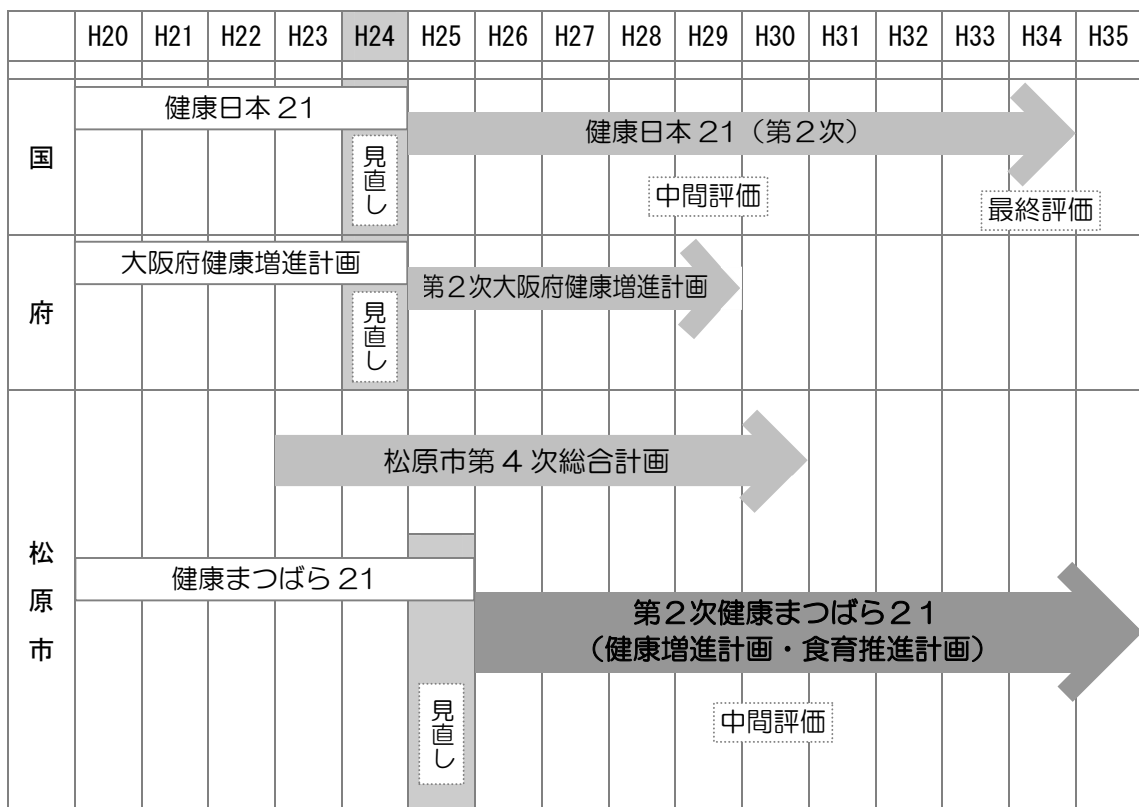 H20 H21 H22 H23 H24 H25 H26 H27 H28 H29 H30 H31 H32 H33 H34 H35
国
健康日本21
見直し
健康日本21（第２次）
中間評価
最終評価
府
大阪府健康増進計画
見直し
第２次大阪府健康増進計画
松原市
松原市第４次総合計画
健康まつばら21
見直し
第２次健康まつばら２１
（健康増進計画・食育推進計画）
中間評価